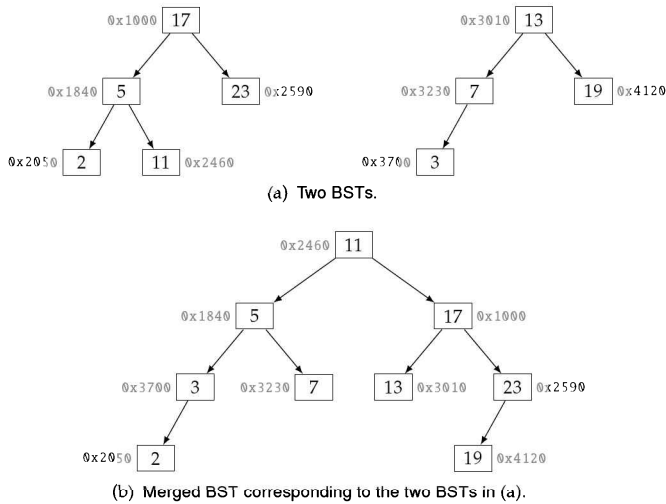 0x1000 17 0x3010 13
0x1840 5 23 0x2590 0x3230 7 19 0x4120
0x2050 2 11 0x2460 0x3700 3
(a) Two BSTs.
0x2460 11
0x1840 5 17 0x1000
0x3700 3 0x3230 7 13 0x3010 23 0x2590
0x2050 2 19 0x4120
(b) Merged BST corresponding to the two BSTs in (a).